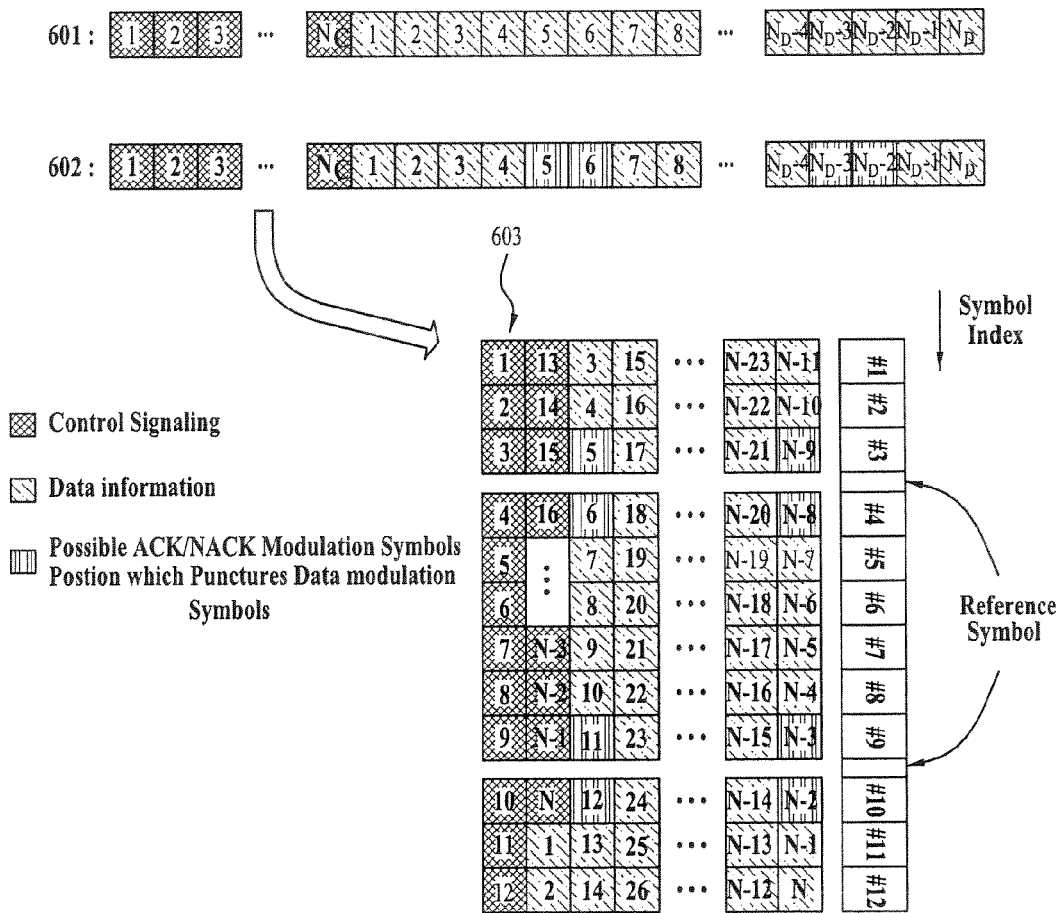 601 : 1 2 3 ... NC 1 2 3 4 5 6 7 8 ... ND-4 ND-3 ND-2 ND-1 ND
602 : 1 2 3 ... NC 1 2 3 4 5 6 7 8 ... ND-4 ND-3 ND-2 ND-1 ND
603
Symbol
Index
1 13 3 15 ... N-23 N-11 #1
2 14 4 16 ... N-22 N-10 #2
3 15 5 17 ... N-21 N-9 #3
4 16 6 18 ... N-20 N-8 #4
5 7 19 ... N-19 N-7 #5
6 8 20 ... N-18 N-6 #6
7 N-3 9 21 ... N-17 N-5 #7
8 N-2 10 22 ... N-16 N-4 #8
9 N-1 11 23 ... N-15 N-3 #9
10 N 12 24 ... N-14 N-2 #10
11 1 13 25 ... N-13 N-1 #11
12 2 14 26 ... N-12 N #12
Control Signaling
Data information
Possible ACK/NACK Modulation Symbols
Postion which Punctures Data modulation
Symbols
Reference
Symbol